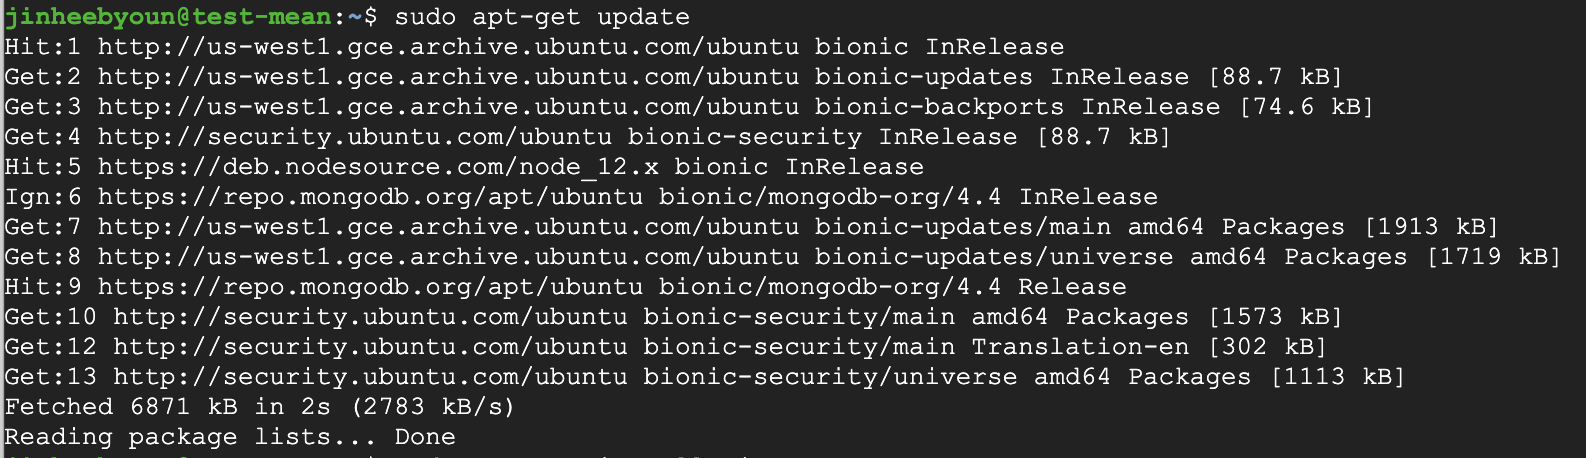 jinheebyoun@test-mean:~$ sudo apt-get update
Hit:1 http://us-west1.gce.archive.ubuntu.com/ubuntu bionic InRelease
Get:2 http://us-west1.gce.archive.ubuntu.com/ubuntu bionic-updates InRelease [88.7 kB]
Get:3 http://us-west1.gce.archive.ubuntu.com/ubuntu bionic-backports InRelease [74.6 kB]
Get:4 http://security.ubuntu.com/ubuntu bionic-security InRelease [88.7 kB]
Hit:5 https://deb.nodesource.com/node_12.x bionic InRelease
Ign:6 https://repo.mongodb.org/apt/ubuntu bionic/mongodb-org/4.4 InRelease
Get:7 http://us-west1.gce.archive.ubuntu.com/ubuntu bionic-updates/main amd64 Packages [1913 kB]
Get:8 http://us-west1.gce.archive.ubuntu.com/ubuntu bionic-updates/universe amd64 Packages [1719 kB]
Hit:9 https://repo.mongodb.org/apt/ubuntu bionic/mongodb-org/4.4 Release
Get:10 http://security.ubuntu.com/ubuntu bionic-security/main amd64 Packages [1573 kB]
Get:12 http://security.ubuntu.com/ubuntu bionic-security/main Translation-en [302 kB]
Get:13 http://security.ubuntu.com/ubuntu bionic-security/universe amd64 Packages [1113 kB]
Fetched 6871 kB in 2s (2783 kB/s)
Reading package lists... Done